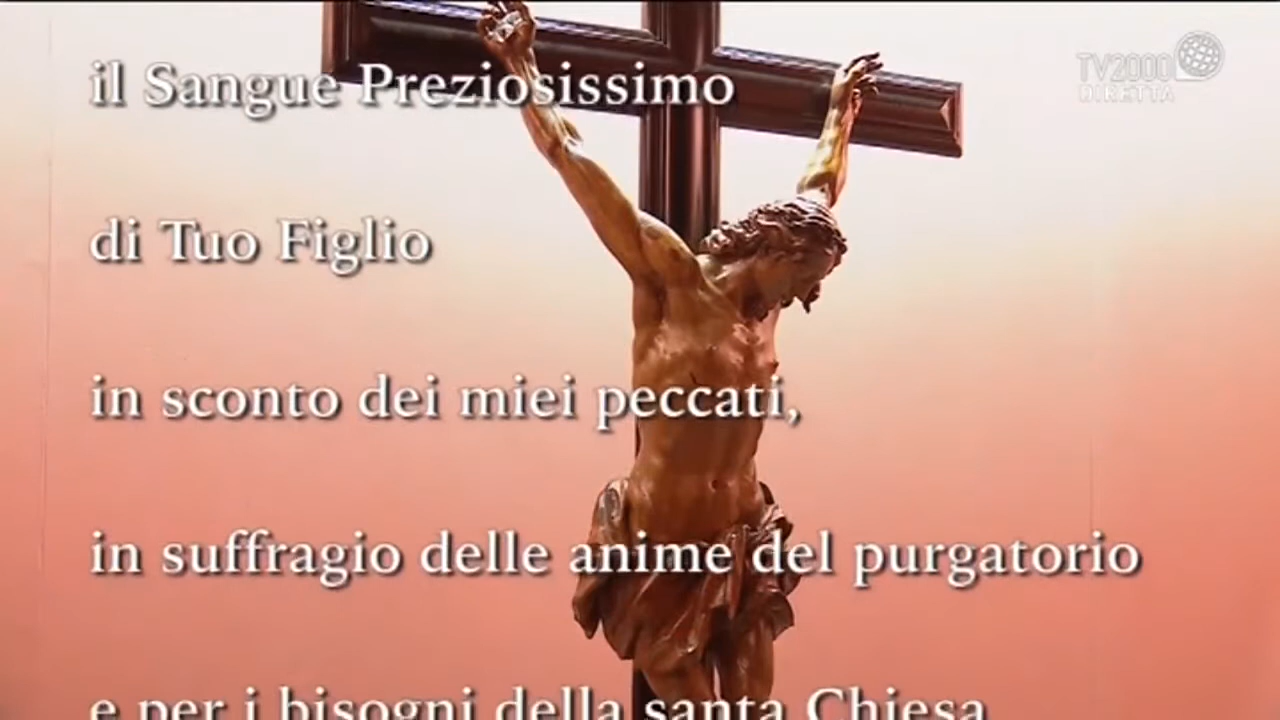 TV2000
DIRETTA
il Sangue Preziosissimo
di Tuo Figlio
in sconto dei miei peccati,
in suffragio delle anime del purgatorio
e per i bisogni della santa Chiesa